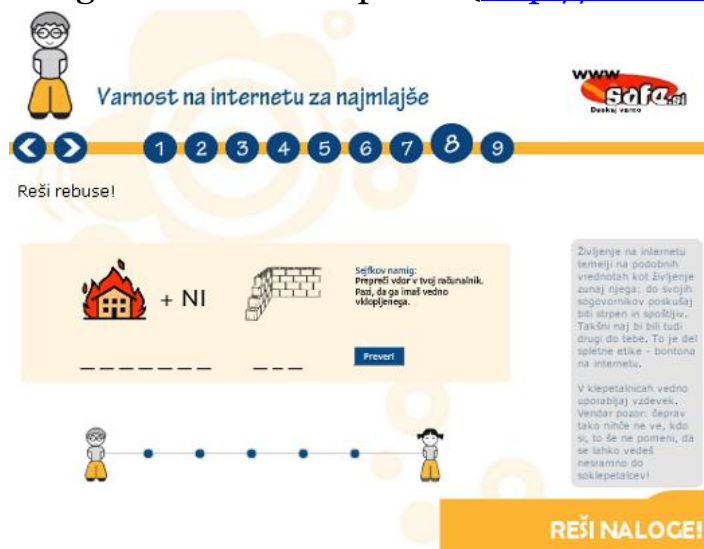 Varnost na internetu za najmlajše
www
Safe.si
Deskaj varno
1 2 3 4 5 6 7 8 9
Reši rebuse!
+ NI
Sejfkov namig:
Prepreči vdor v tvoj računalnik.
Pazi, da ga imaš vedno
vklopljenega.
Preveri
Življenje na internetu
temelji na podobnih
vrednotah kot življenje
zunaj njega: do svojih
sogovornikov poskušaj
biti strpen in spoštljiv.
Takšni naj bi bili tudi
drugi do tebe. To je del
spletne etike - bontona
na internetu.
V klepetalnicah vedno
uporabljaj vzdevek.
Vendar pozor: čeprav
tako nihče ne ve, kdo
si, to še ne pomeni, da
se lahko vedeš
nesramno do
soklepetalcev!
REŠI NALOGE!